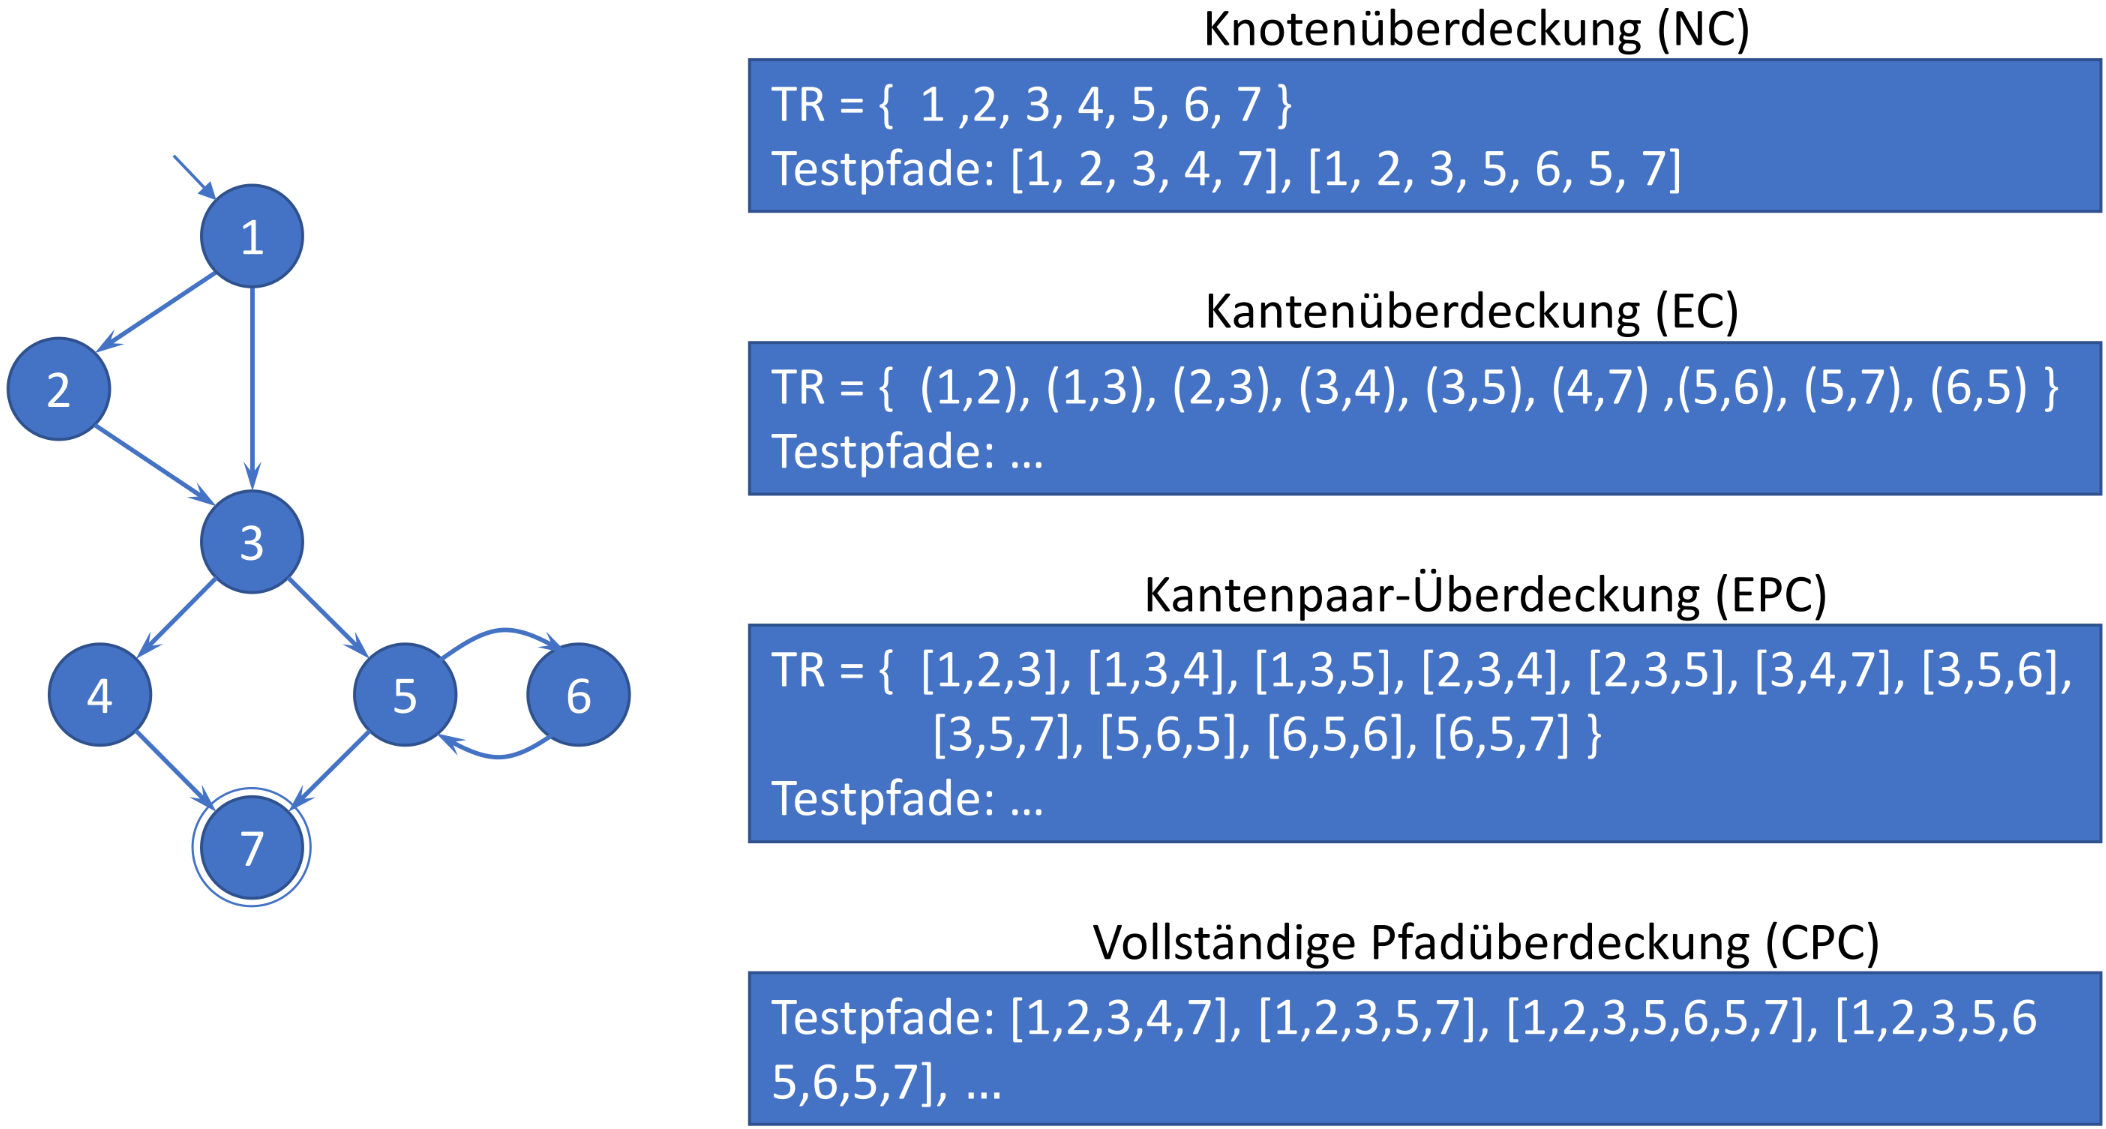 Knotenüberdeckung (NC)
TR = { 1 ,2, 3, 4, 5, 6, 7 }
Testpfade: [1, 2, 3, 4, 7], [1, 2, 3, 5, 6, 5, 7]
Kantenüberdeckung (EC)
TR = { (1,2), (1,3), (2,3), (3,4), (3,5), (4,7) ,(5,6), (5,7), (6,5) }
Testpfade: ...
Kantenpaar-Überdeckung (EPC)
TR = { [1,2,3], [1,3,4], [1,3,5], [2,3,4], [2,3,5], [3,4,7], [3,5,6],
[3,5,7], [5,6,5], [6,5,6], [6,5,7] }
Testpfade: ...
Vollständige Pfadüberdeckung (CPC)
Testpfade: [1,2,3,4,7], [1,2,3,5,7], [1,2,3,5,6,5,7], [1,2,3,5,6
5,6,5,7], ...
1
2
3
4
5
6
7